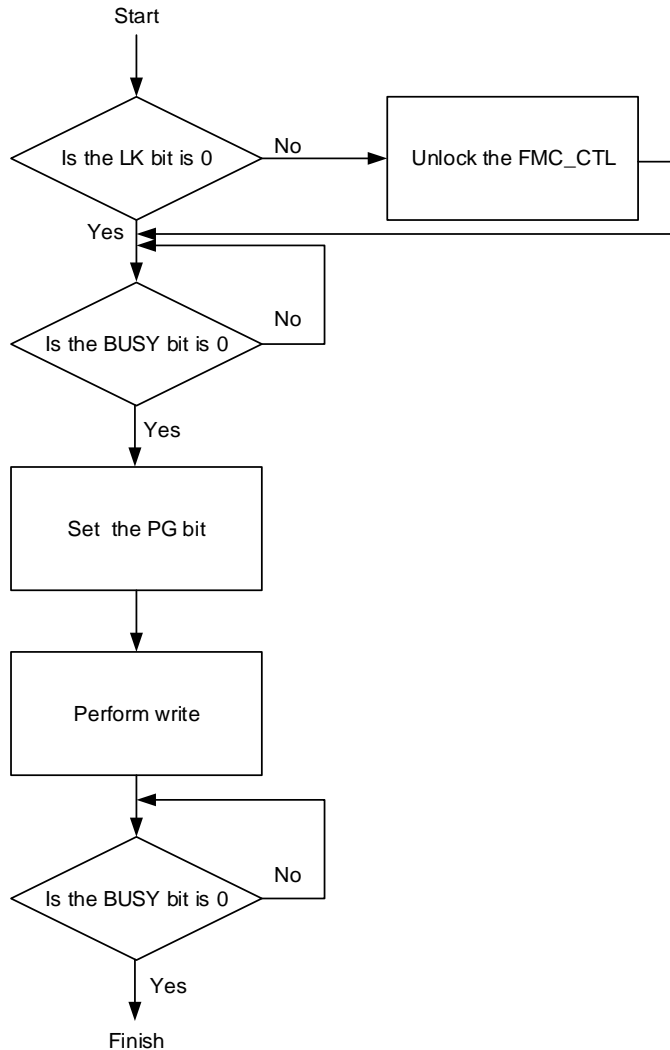 Start
Is the LK bit is 0
No
Unlock the FMC_CTL
Yes
No
Is the BUSY bit is 0
Yes
Set the PG bit
Perform write
No
Is the BUSY bit is 0
Yes
Finish